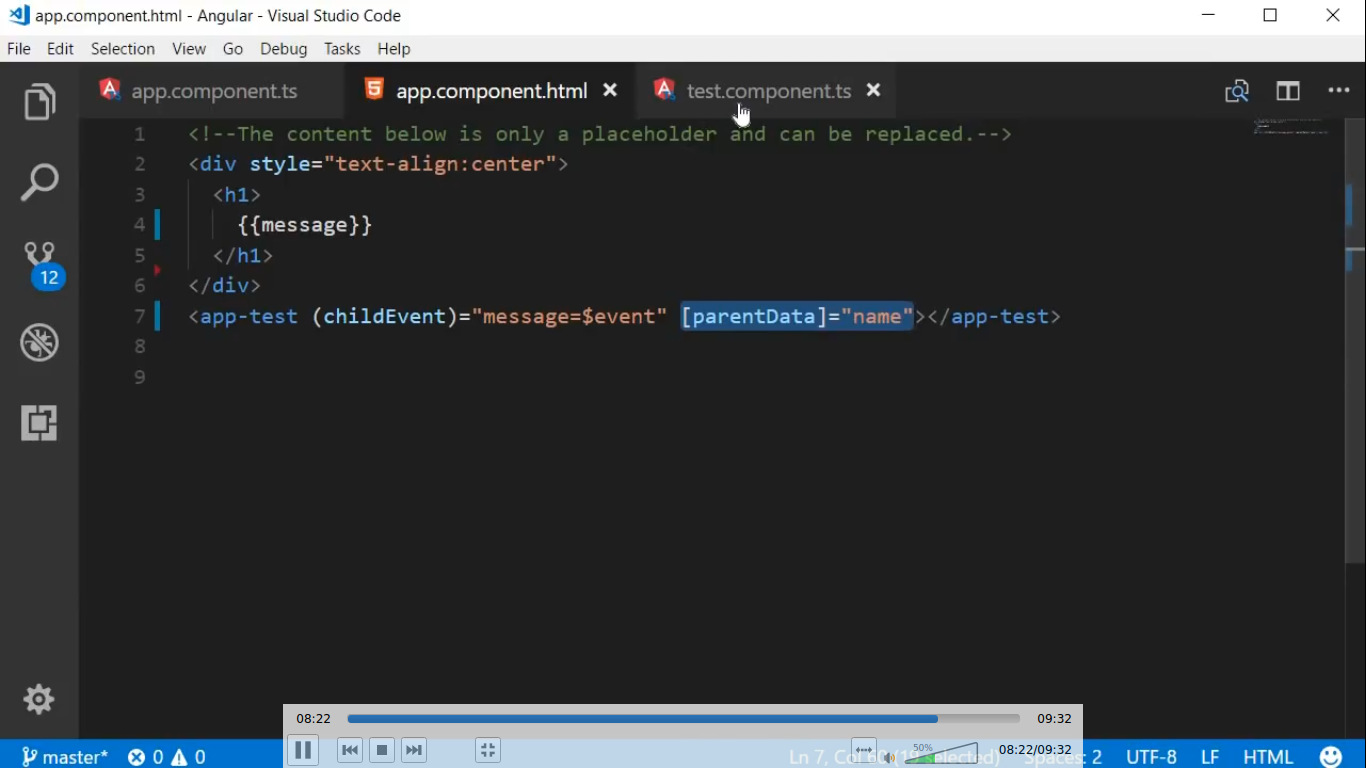 app.component.html - Angular - Visual Studio Code
File Edit Selection View Go Debug Tasks Help
app.component.ts app.component.html test.component.ts
1 <!--The content below is only a placeholder and can be replaced.-->
2 <div style="text-align:center">
3 <h1>
4 {{message}}
5 </h1>
6 </div>
7 <app-test (childEvent)="message=$event" [parentData]="name"></app-test>
8
9
12
08:22 09:32
50%
08:22/09:32
master* 0 0 Ln 7, Col selected) Spaces: 2 UTF-8 LF HTML